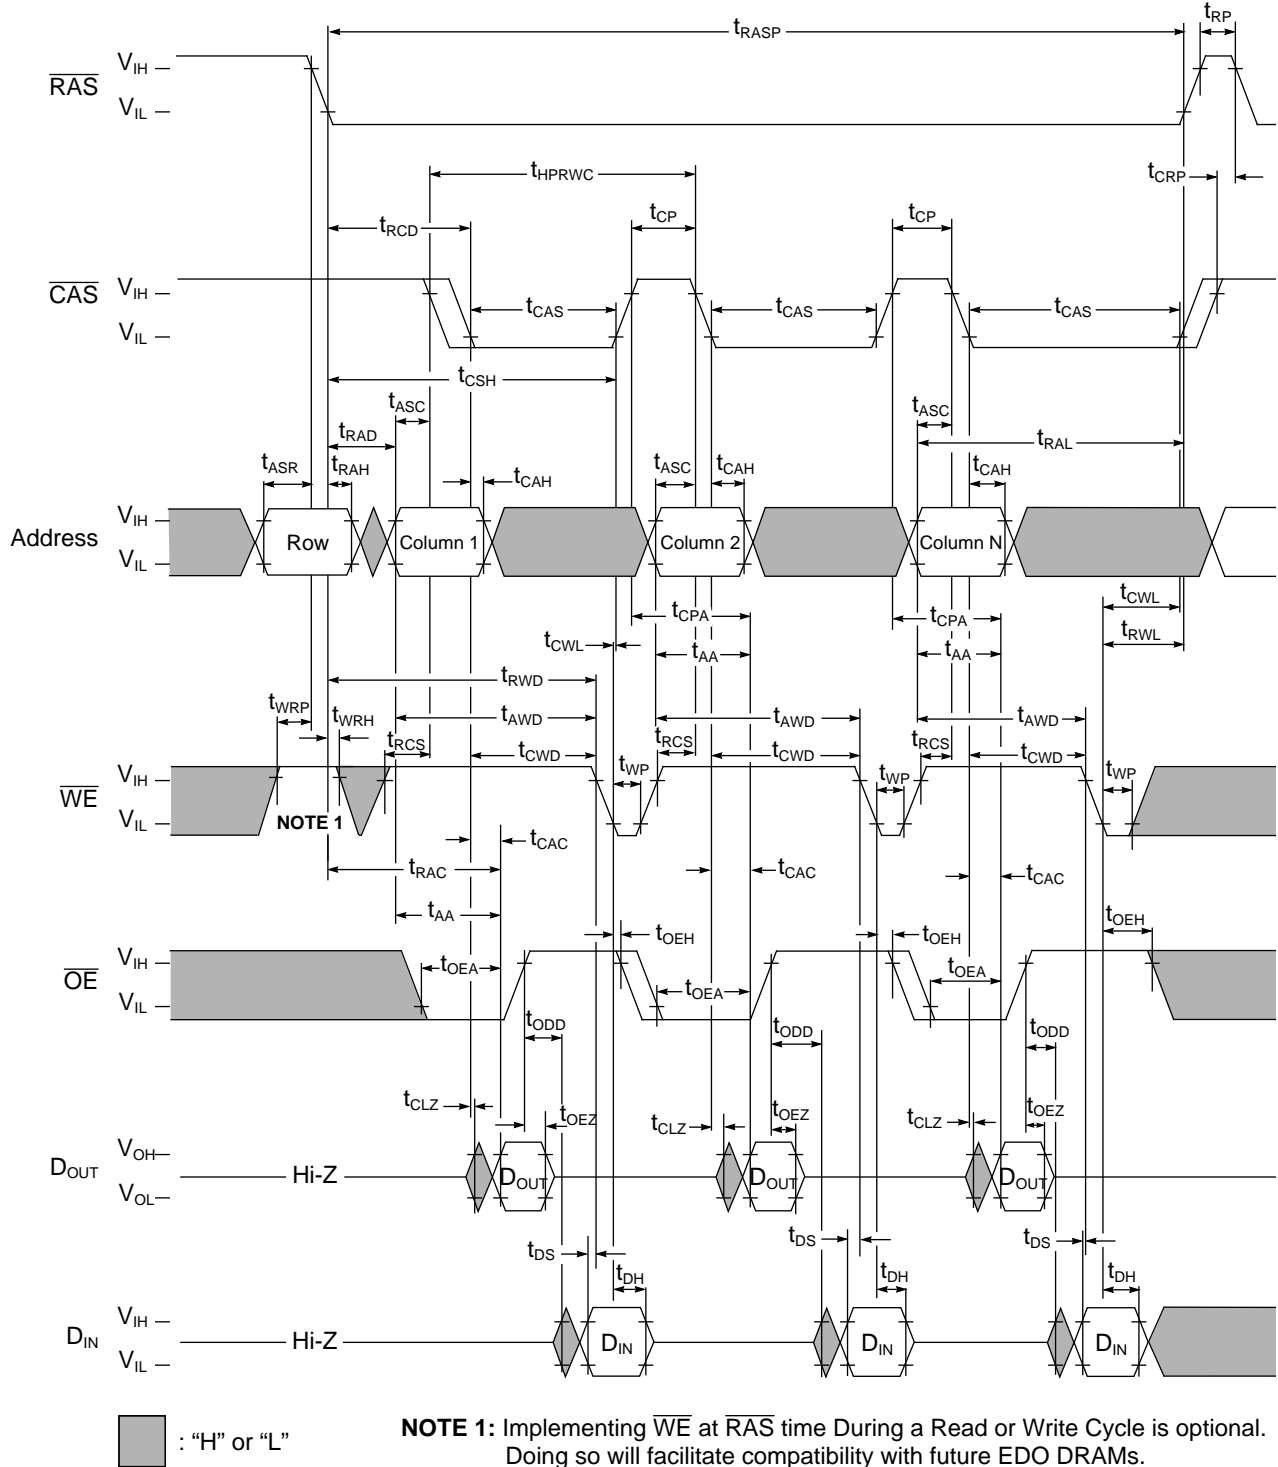 tRASP
tRP
RAS
VIH
VIL
tHPRWC
tCRP
tRCD
tCP
tCP
CAS
VIH
VIL
tCAS
tCAS
tCAS
tCSH
tASC
tASC
tRAD
tRAL
tASR
tRAH
tCAH
tASC
tCAH
tCAH
Address
VIH
VIL
Row
Column 1
Column 2
Column N
tCPA
tCPA
tCWL
tCWL
tRWL
tAA
tAA
tRWD
tWRP
tWRH
tAWD
tAWD
tAWD
tRCS
tCWD
tRCS
tCWD
tRCS
tCWD
WE
VIH
VIL
NOTE 1
tWP
tWP
tWP
tCAC
tRAC
tCAC
tCAC
tAA
tOEH
tOEH
tOEH
OE
VIH
VIL
tOEA
tOEA
tOEA
tODD
tODD
tODD
tCLZ
tOEZ
tCLZ
tOEZ
tCLZ
tOEZ
DOUT
VOH
VOL
Hi-Z
DOUT
DOUT
DOUT
tDS
tDS
tDS
tDH
tDH
tDH
DIN
VIH
VIL
Hi-Z
DIN
DIN
DIN
: “H” or “L”
NOTE 1: Implementing WE at RAS time During a Read or Write Cycle is optional.
Doing so will facilitate compatibility with future EDO DRAMs.